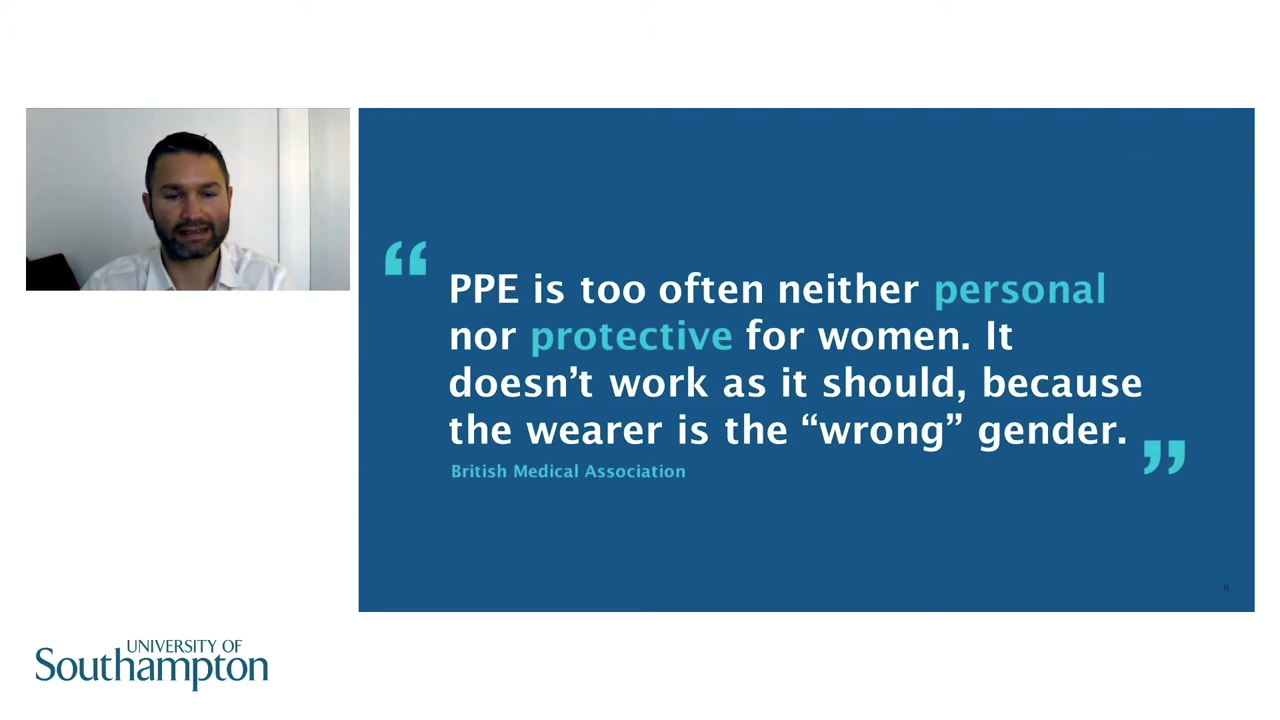 “
PPE is too often neither personal
nor protective for women. It
doesn’t work as it should, because
the wearer is the “wrong” gender.
”
British Medical Association
6
UNIVERSITY OF
Southampton